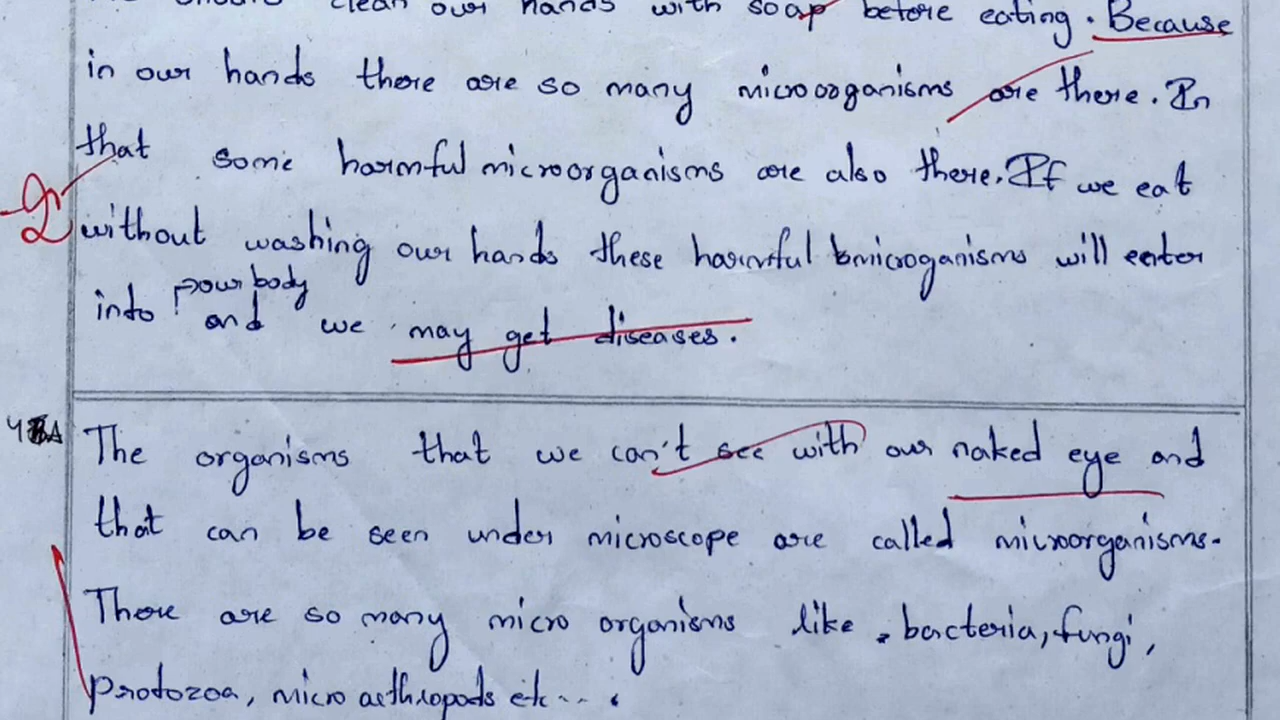 clean our hands with soap before eating. Because
in our hands there are so many microorganisms are there. In
that some harmful microorganisms are also there. If we eat
without washing our hands these harmful microganisms will enter
into our body and we may get diseases.
The organisms that we can't see with our naked eye and
that can be seen under microscope are called microorganisms.
There are so many micro organisms like bacteria, fungi,
protozoa, micro arthropods etc... .